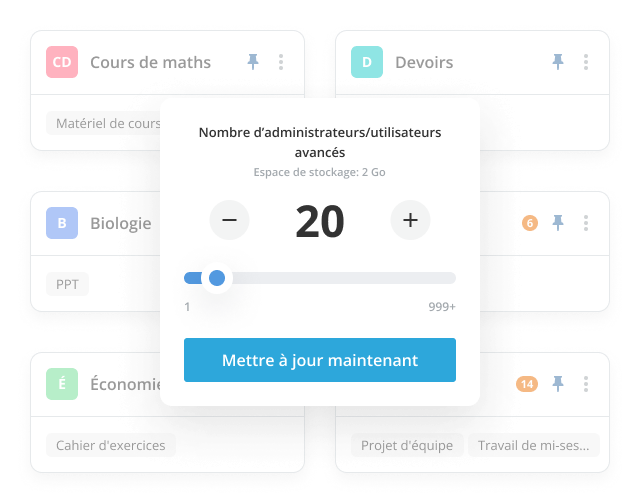 CD Cours de maths
D Devoirs
Matériel de cours
Nombre d’administrateurs/utilisateurs
avancés
Espace de stockage: 2 Go
B Biologie
6
− 20 +
PPT
1 999+
Mettre à jour maintenant
É Économie
14
Cahier d'exercices
Projet d'équipe Travail de mi-ses...